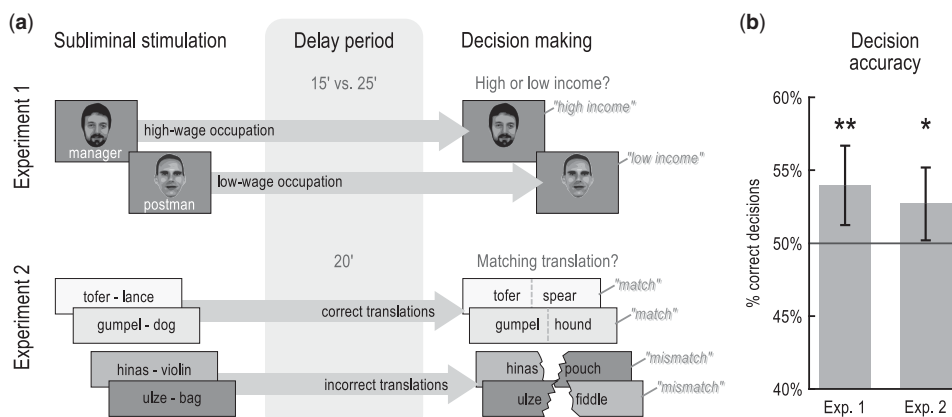 (a)
Subliminal stimulation
Delay period
Decision making
Experiment 1
15' vs. 25'
High or low income?
manager
high-wage occupation
"high income"
postman
low-wage occupation
"low income"
Experiment 2
20'
Matching translation?
tofer - lance
gumpel - dog
correct translations
tofer spear
"match"
gumpel hound
"match"
hinas - violin
ulze - bag
incorrect translations
hinas pouch
"mismatch"
ulze fiddle
"mismatch"
(b)
Decision
accuracy
% correct decisions
60%
55%
50%
45%
40%
**
*
Exp. 1
Exp. 2